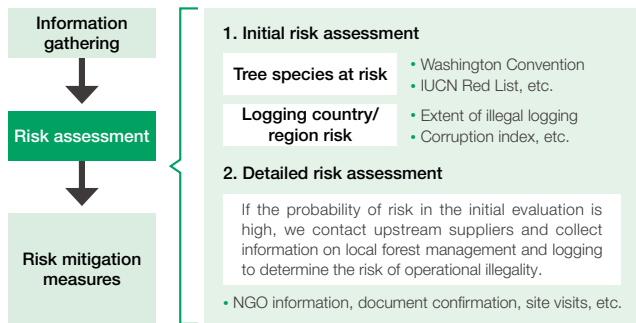 Information
gathering
Risk assessment
Risk mitigation
measures
1. Initial risk assessment
Tree species at risk
• Washington Convention
• IUCN Red List, etc.
Logging country/
region risk
• Extent of illegal logging
• Corruption index, etc.
2. Detailed risk assessment
If the probability of risk in the initial evaluation is
high, we contact upstream suppliers and collect
information on local forest management and logging
to determine the risk of operational illegality.
• NGO information, document confirmation, site visits, etc.